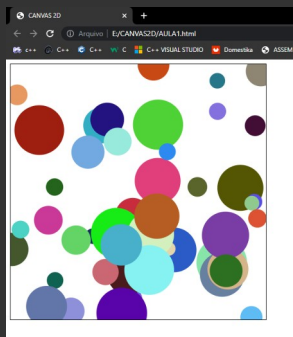 CANVAS 2D × +
Arquivo | E:/CANVAS2D/AULA1.html
c++ C++ C++ C C++ VISUAL STUDIO Domestika ASSEM